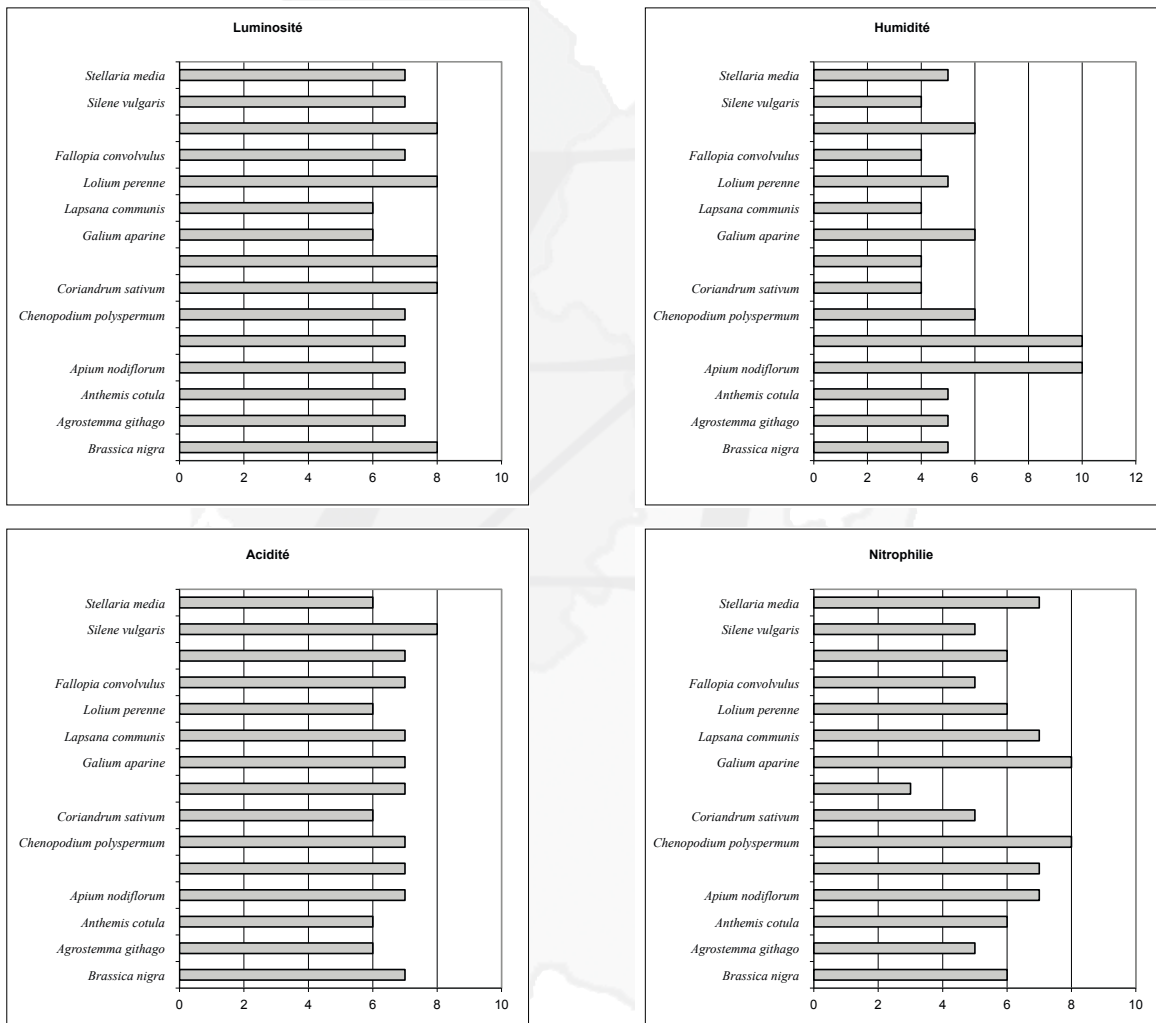 Luminosité
Stellaria media
Silene vulgaris
Fallopia convolvulus
Lolium perenne
Lapsana communis
Galium aparine
Coriandrum sativum
Chenopodium polyspermum
Apium nodiflorum
Anthemis cotula
Agrostemma githago
Brassica nigra
0 2 4 6 8 10
Humidité
Stellaria media
Silene vulgaris
Fallopia convolvulus
Lolium perenne
Lapsana communis
Galium aparine
Coriandrum sativum
Chenopodium polyspermum
Apium nodiflorum
Anthemis cotula
Agrostemma githago
Brassica nigra
0 2 4 6 8 10 12
Acidité
Stellaria media
Silene vulgaris
Fallopia convolvulus
Lolium perenne
Lapsana communis
Galium aparine
Coriandrum sativum
Chenopodium polyspermum
Apium nodiflorum
Anthemis cotula
Agrostemma githago
Brassica nigra
0 2 4 6 8 10
Nitrophilie
Stellaria media
Silene vulgaris
Fallopia convolvulus
Lolium perenne
Lapsana communis
Galium aparine
Coriandrum sativum
Chenopodium polyspermum
Apium nodiflorum
Anthemis cotula
Agrostemma githago
Brassica nigra
0 2 4 6 8 10